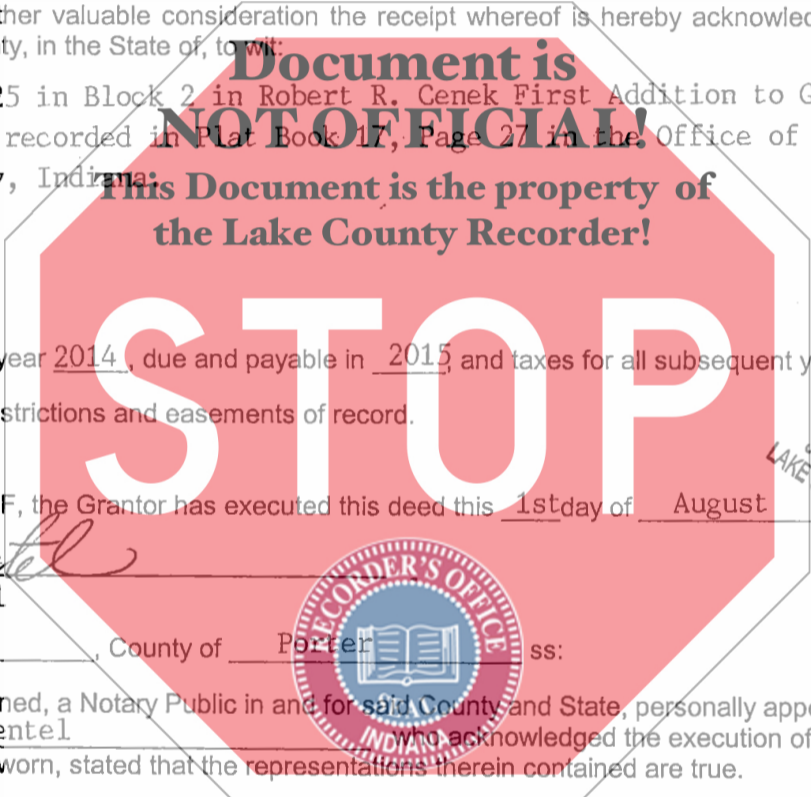 her valuable consideration the receipt whereof is hereby acknowled
ty, in the State of, to wit:
Document is
5 in Block 2 in Robert R. Cenek First Addition to G
NOT OFFICIAL!
recorded in Plat Book 17, Page 27 in the Office of
, Indiana.
This Document is the property of
the Lake County Recorder!
STOP
year 2014, due and payable in 2015, and taxes for all subsequent y
strictions and easements of record.
LAKE
F, the Grantor has executed this deed this 1st day of August
RECORDER'S OFFICE
, County of Porter ss:
SEAL
ned, a Notary Public in and for said County and State, personally appe
entel who acknowledged the execution of
INDIANA
worn, stated that the representations therein contained are true.